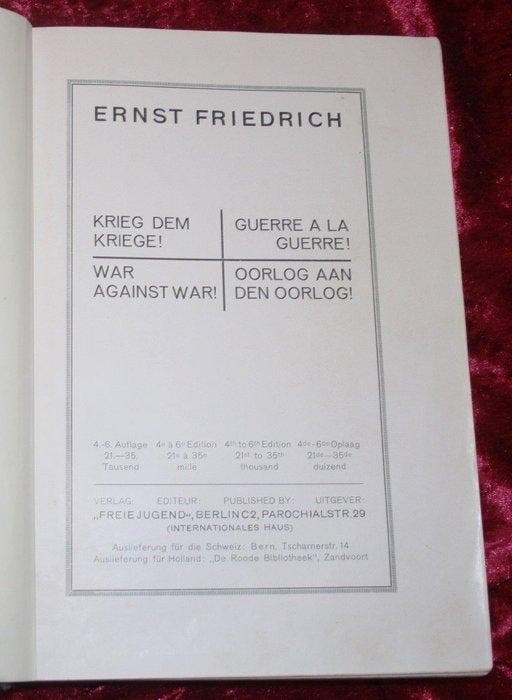 ERNST FRIEDRICH
KRIEG DEM
KRIEGE!
GUERRE A LA
GUERRE!
WAR
AGAINST WAR!
OORLOG AAN
DEN OORLOG!
4.-6. Auflage
21.—35.
Tausend
4e à 6e Edition
21e à 35e
mille
4th to 6th Edition
21st to 35th
thousand
4de-6de Oplaag
21de—35de
duizend
VERLAG: EDITEUR: PUBLISHED BY: UITGEVER:
„FREIE JUGEND“, BERLIN C2, PAROCHIALSTR. 29
(INTERNATIONALES HAUS)
Auslieferung für die Schweiz: Bern, Tscharnerstr. 14
Auslieferung für Holland: „De Roode Bibliotheek“, Zandvoort